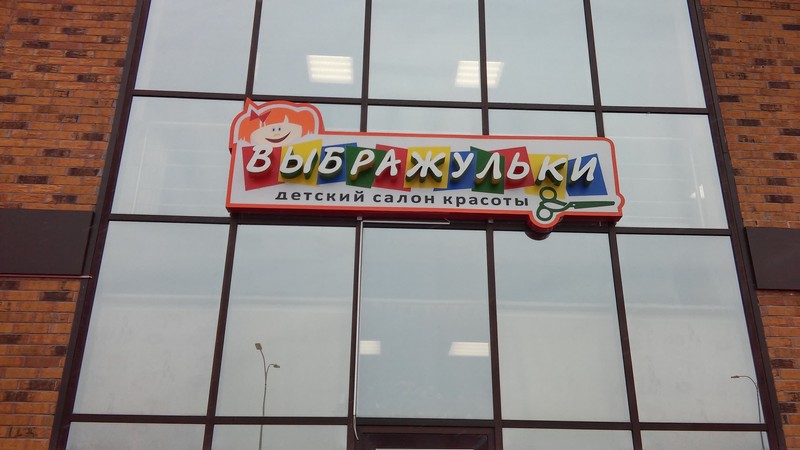 ВЫБРАЖУЛЬКИ
детский салон красоты